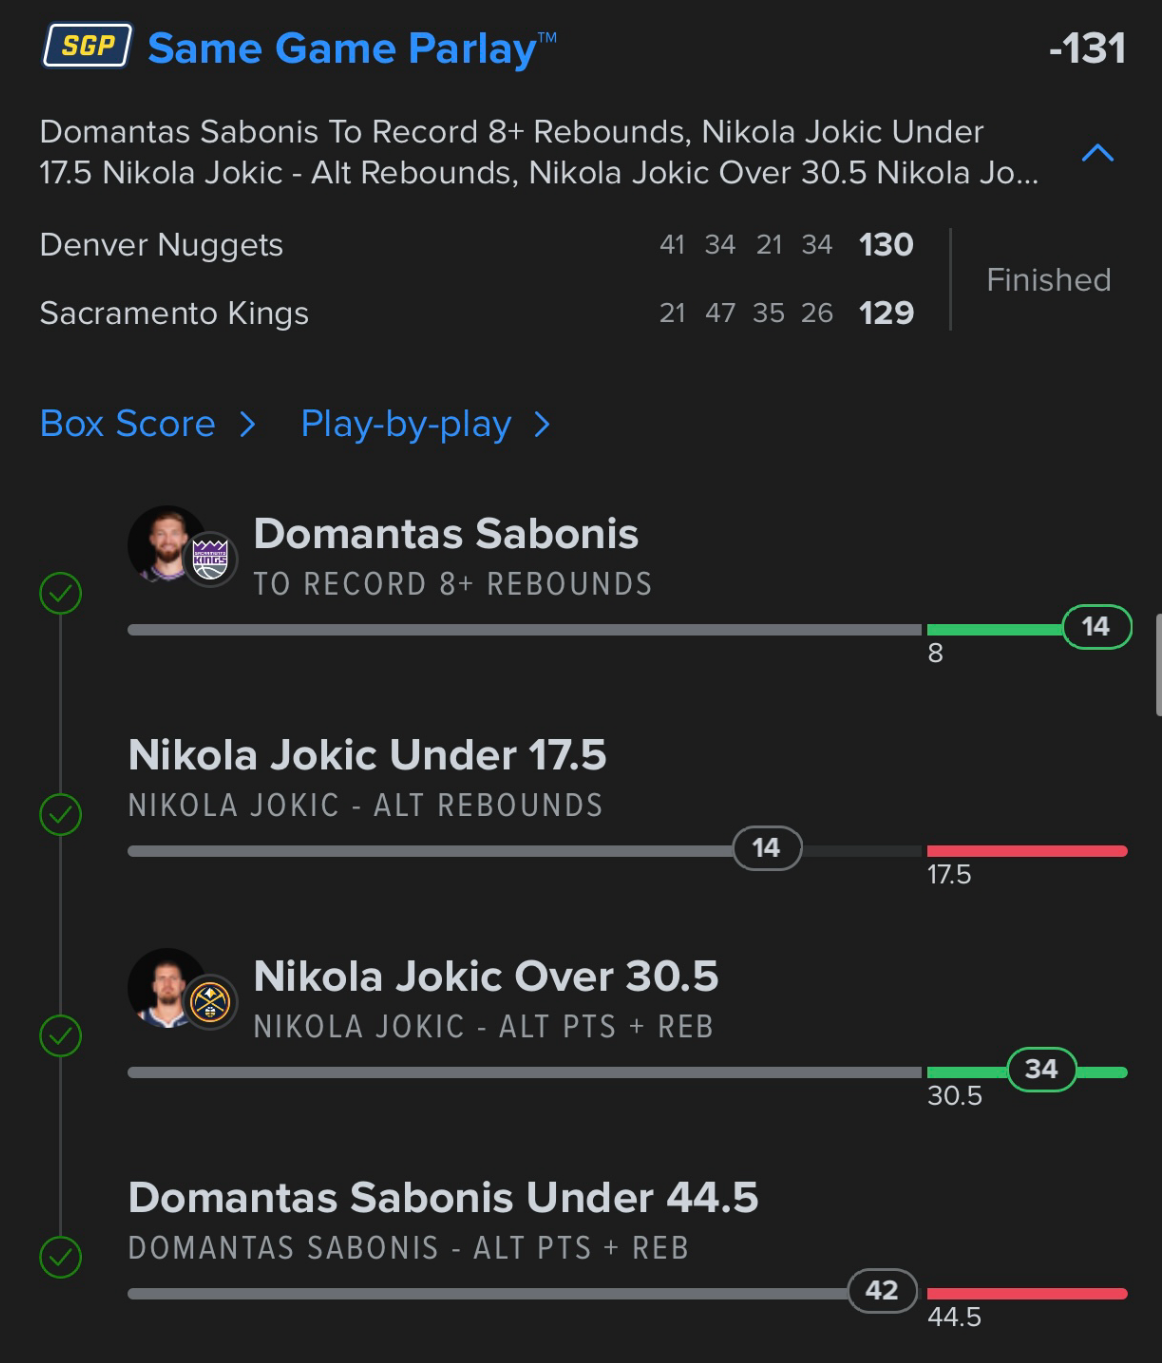 SGP Same Game Parlay™ -131
Domantas Sabonis To Record 8+ Rebounds, Nikola Jokic Under
17.5 Nikola Jokic - Alt Rebounds, Nikola Jokic Over 30.5 Nikola Jo...
Denver Nuggets 41 34 21 34 130
Finished
Sacramento Kings 21 47 35 26 129
Box Score > Play-by-play >
Domantas Sabonis
KINGS
TO RECORD 8+ REBOUNDS
14
8
Nikola Jokic Under 17.5
NIKOLA JOKIC - ALT REBOUNDS
14
17.5
Nikola Jokic Over 30.5
NIKOLA JOKIC - ALT PTS + REB
34
30.5
Domantas Sabonis Under 44.5
DOMANTAS SABONIS - ALT PTS + REB
42
44.5